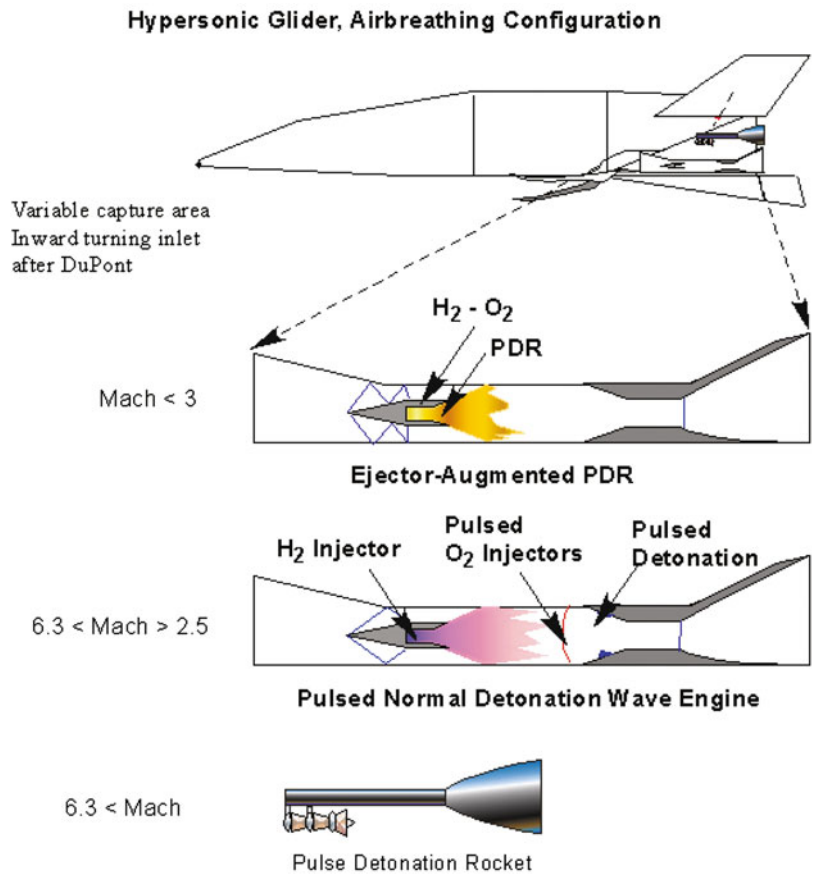 Hypersonic Glider, Airbreathing Configuration
Variable capture area
Inward turning inlet
after DuPont
H₂ - O₂
PDR
Mach < 3
Ejector-Augmented PDR
H₂ Injector
Pulsed
O₂ Injectors
Pulsed
Detonation
6.3 < Mach > 2.5
Pulsed Normal Detonation Wave Engine
6.3 < Mach
Pulse Detonation Rocket